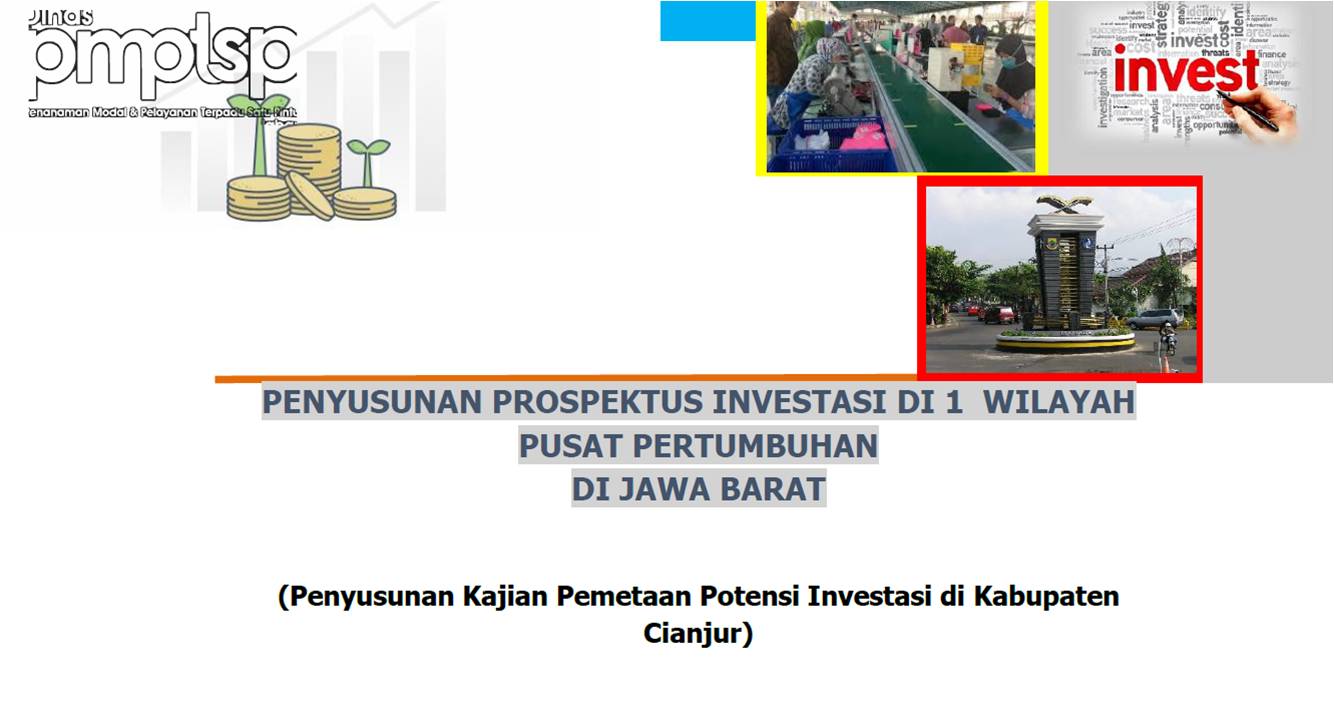 Dinas
pmptsp
Penanaman Modal & Pelayanan Terpadu Satu Pintu
invest
PENYUSUNAN PROSPEKTUS INVESTASI DI 1 WILAYAH
PUSAT PERTUMBUHAN
DI JAWA BARAT
(Penyusunan Kajian Pemetaan Potensi Investasi di Kabupaten
Cianjur)